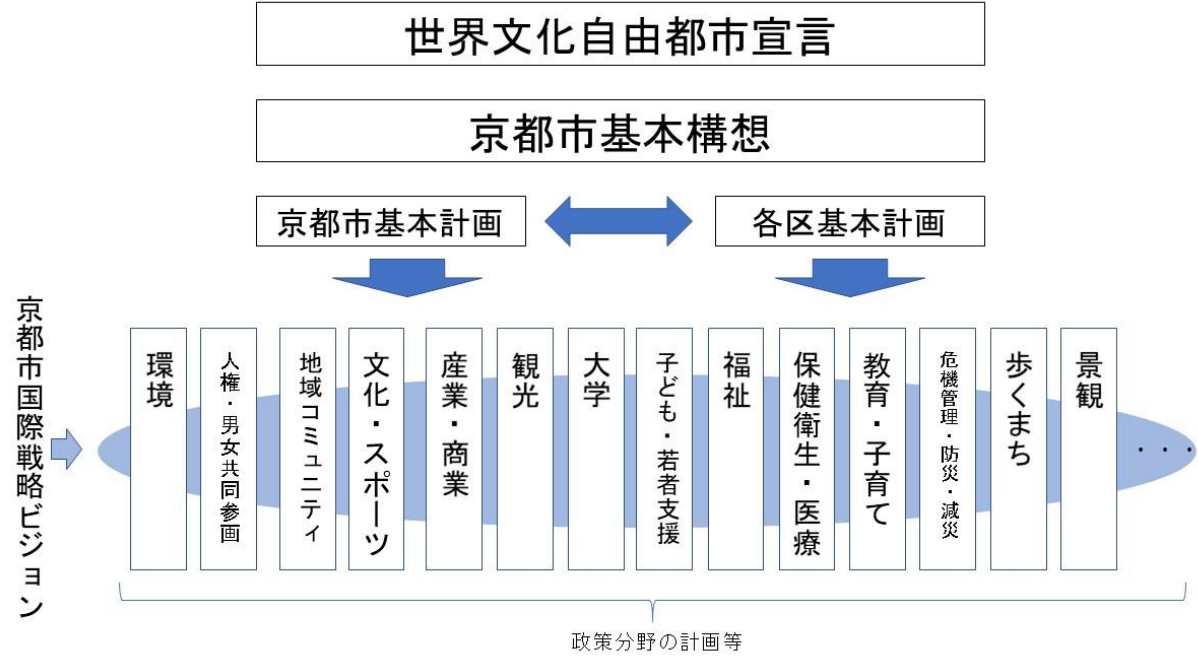 世界文化自由都市宣言
京都市基本構想
京都市基本計画
各区基本計画
京都市国際戦略ビジョン
環境
人権・男女共同参画
地域コミュニティ
文化・スポーツ
産業・商業
観光
大学
子ども・若者支援
福祉
保健衛生・医療
教育・子育て
危機管理・防災・減災
歩くまち
景観
・・・
政策分野の計画等